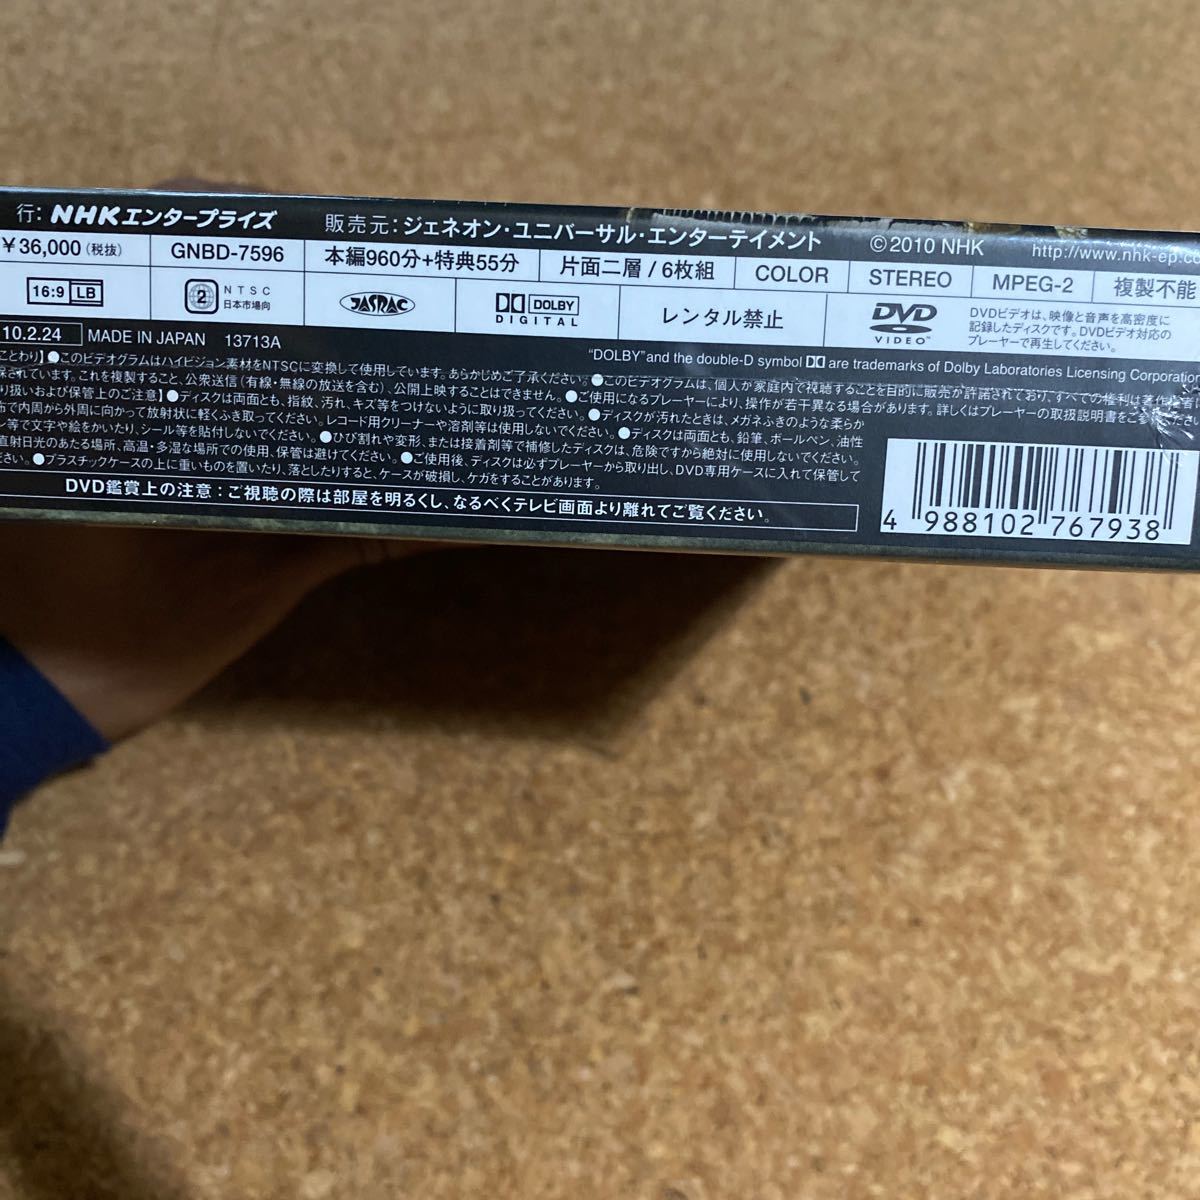 行：NHKエンタープライズ 販売元：ジェネオン・ユニバーサル・エンターテイメント ©2010 NHK http://www.nhk-ep.co
¥36,000(税抜) GNBD-7596 本編960分+特典55分 片面二層/6枚組 COLOR STEREO MPEG-2 複製不能
16:9 LB 2 NTSC 日本市場向 JASRAC DOLBY DIGITAL レンタル禁止 DVD VIDEO™
DVDビデオは、映像と音声を高密度に
記録したディスクです。DVDビデオ対応の
プレーヤーで再生してください。
10.2.24 MADE IN JAPAN 13713A "DOLBY"and the double-D symbol are trademarks of Dolby Laboratories Licensing Corporation
ことわり】●このビデオグラムはハイビジョン素材をNTSCに変換して使用しています。あらかじめご了承ください。●このビデオグラムは、個人が家庭内で視聴することを目的に販売が許諾されており、すべての権利は著作権者
保されています。これを複製すること、公衆送信(有線・無線の放送を含む)、公開上映することはできません。●ご使用になるプレーヤーにより、操作が若干異なる場合があります。詳しくはプレーヤーの取扱説明書をご参照くだ
り扱いおよび保管上のご注意】●ディスクは両面とも、指紋、汚れ、キズ等をつけないように取り扱ってください。●ディスクが汚れたときは、メガネふきのような柔らか
布で内周から外周に向かって放射状に軽くふき取ってください。レコード用クリーナーや溶剤等は使用しないでください。●ディスクは両面とも、鉛筆、ボールペン、油性
ン等で文字や絵をかいたり、シール等を貼付しないでください。●ひび割れや変形、または接着剤等で補修したディスクは、危険ですから絶対に使用しないでください。
直射日光のあたる場所、高温・多湿な場所での使用、保管は避けてください。●ご使用後、ディスクは必ずプレーヤーから取り出し、DVD専用ケースに入れて保管して
ださい。●プラスチックケースの上に重いものを置いたり、落としたりすると、ケースが破損し、ケガをすることがあります。
DVD鑑賞上の注意：ご視聴の際は部屋を明るくし、なるべくテレビ画面より離れてご覧ください。
4 988102 767938